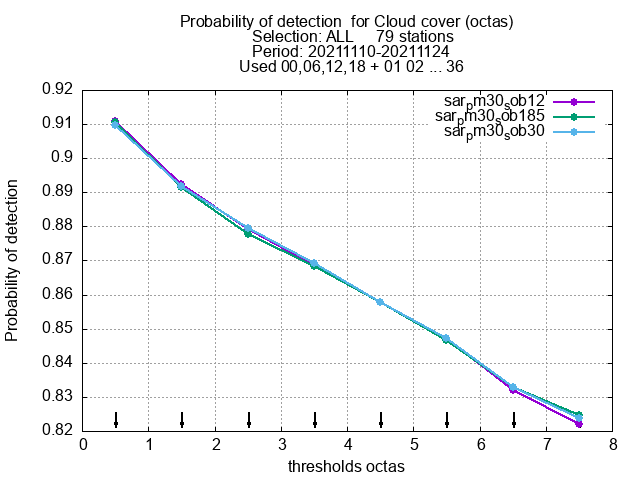 Probability of detection  for Cloud cover (octas)
Selection: ALL     79 stations
Period: 20211110-20211124
Used 00,06,12,18 + 01 02 ... 36
sar_pm30_sob12
sar_pm30_sob185
sar_pm30_sob30
0.92
0.91
0.9
0.89
0.88
0.87
0.86
0.85
0.84
0.83
0.82
Probability of detection
0 1 2 3 4 5 6 7 8
thresholds octas